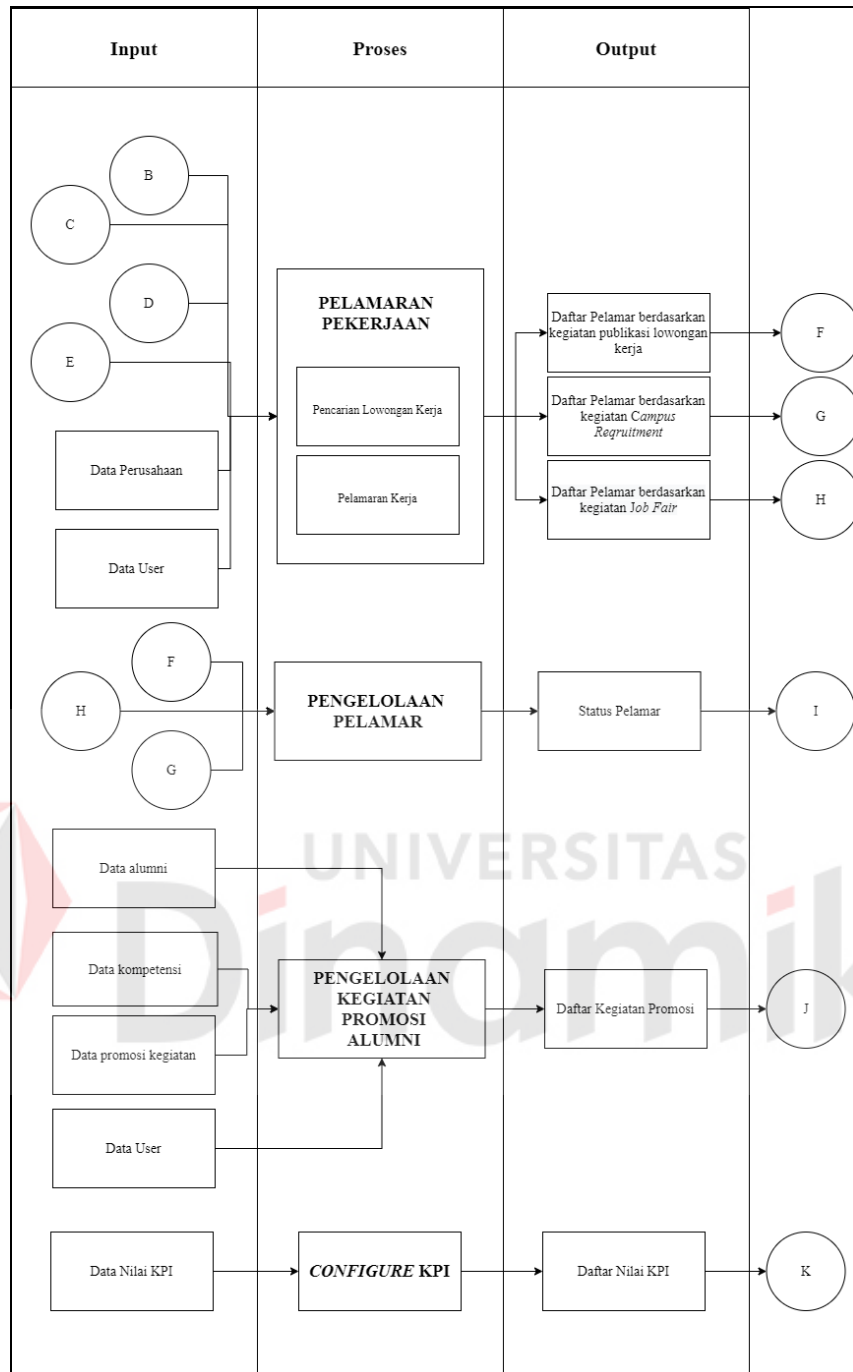 Input
Proses
Output
B
C
D
E
Data Perusahaan
Data User
PELAMARAN
PEKERJAAN
Pencarian Lowongan Kerja
Pelamaran Kerja
Daftar Pelamar berdasarkan
kegiatan publikasi lowongan
kerja
F
Daftar Pelamar berdasarkan
kegiatan Campus
Reqruitment
G
Daftar Pelamar berdasarkan
kegiatan Job Fair
H
F
H
G
PENGELOLAAN
PELAMAR
Status Pelamar
I
Data alumni
Data kompetensi
Data promosi kegiatan
Data User
PENGELOLAAN
KEGIATAN
PROMOSI
ALUMNI
Daftar Kegiatan Promosi
J
Data Nilai KPI
CONFIGURE KPI
Daftar Nilai KPI
K
UNIVERSITAS
Dinamik